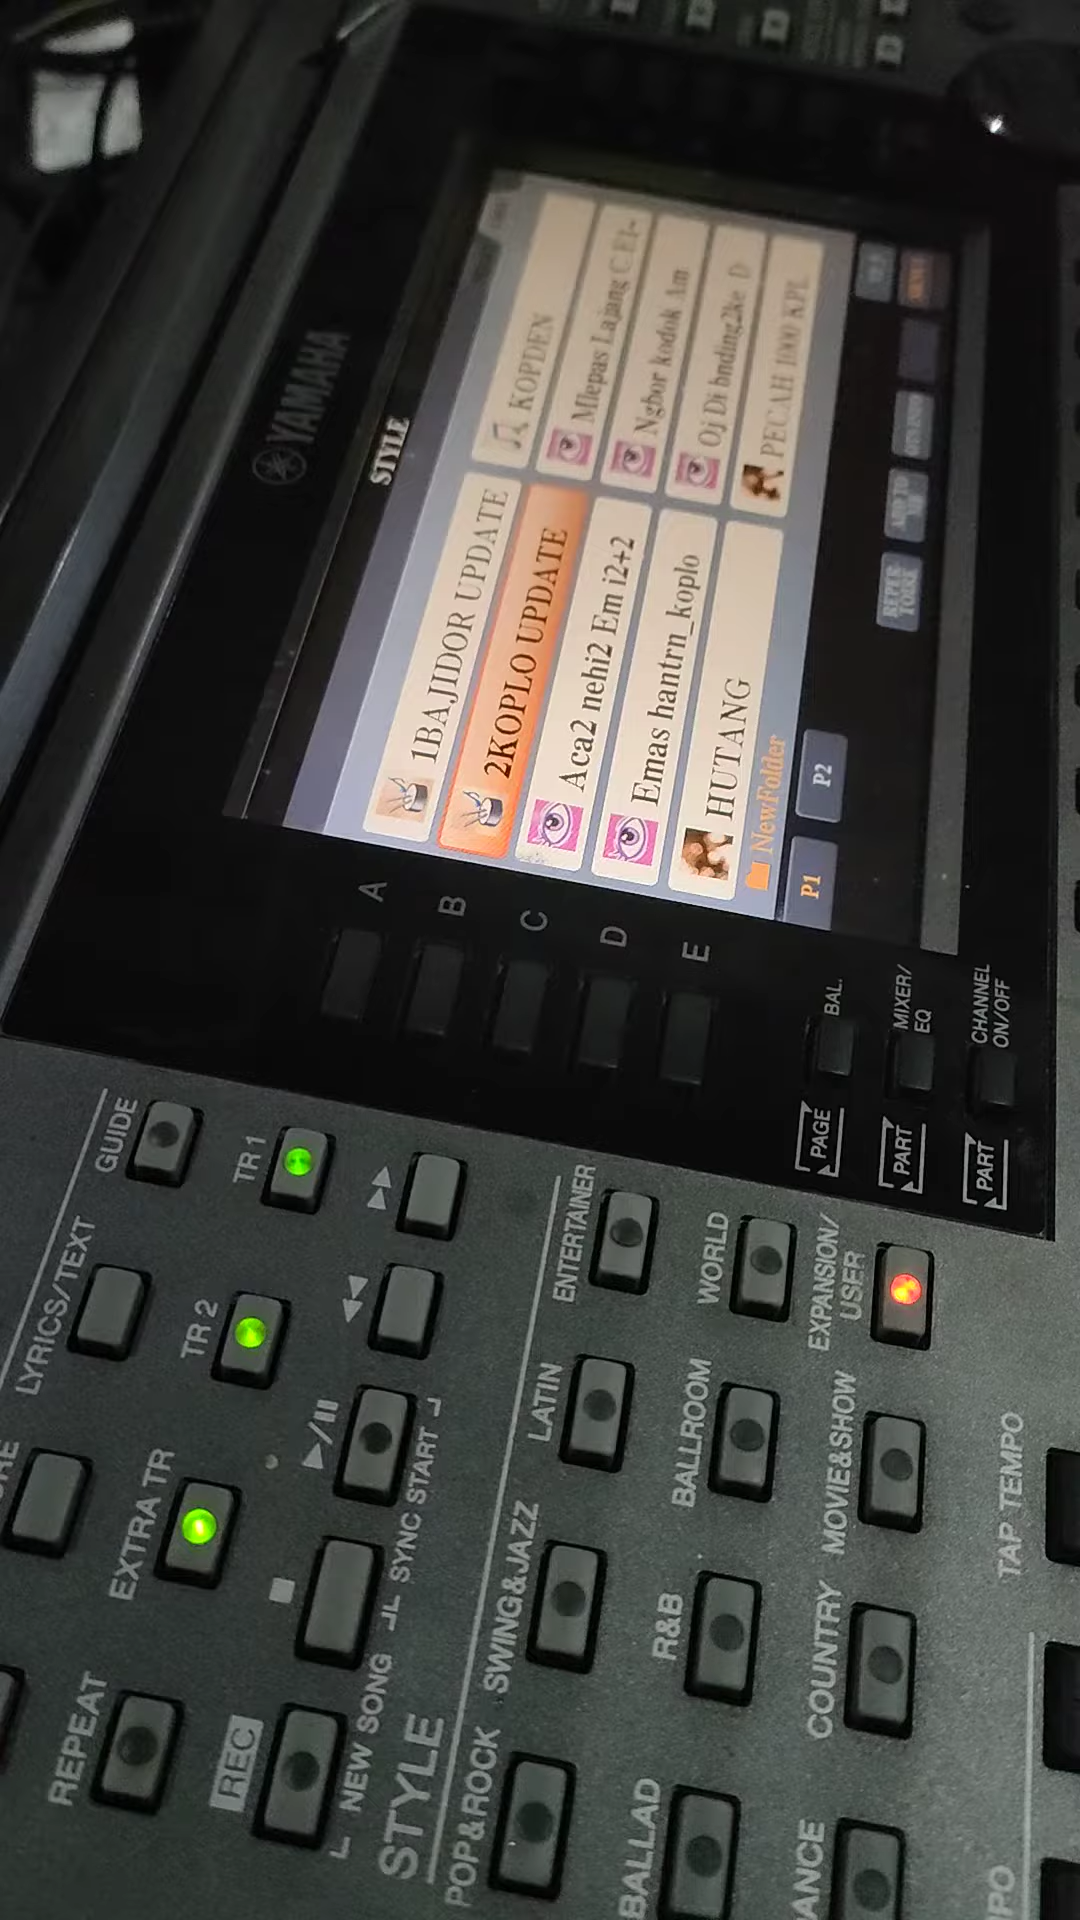 YAMAHA
STYLE
1BAJIDOR UPDATE
KOPDEN
2KOPLO UPDATE
Mlepas Lajang C El-
Aca2 nehi2 Em i2+2
Ngbor kodok Am
Emas hantrn_koplo
Oj Di bnding2ke D
HUTANG
PECAH 1000 KPL
NewFolder
P1
P2
A
B
C
D
E
PAGE
BAL.
PART
MIXER/
EQ
PART
CHANNEL
ON/OFF
LYRICS/TEXT
GUIDE
EXTRA TR
TR 2
TR1
REPEAT
REC
NEW SONG
SYNC START
STYLE
POP&ROCK
SWING&JAZZ
LATIN
ENTERTAINER
BALLAD
R&B
BALLROOM
WORLD
ANCE
COUNTRY
MOVIE&SHOW
EXPANSION/
USER
TAP TEMPO